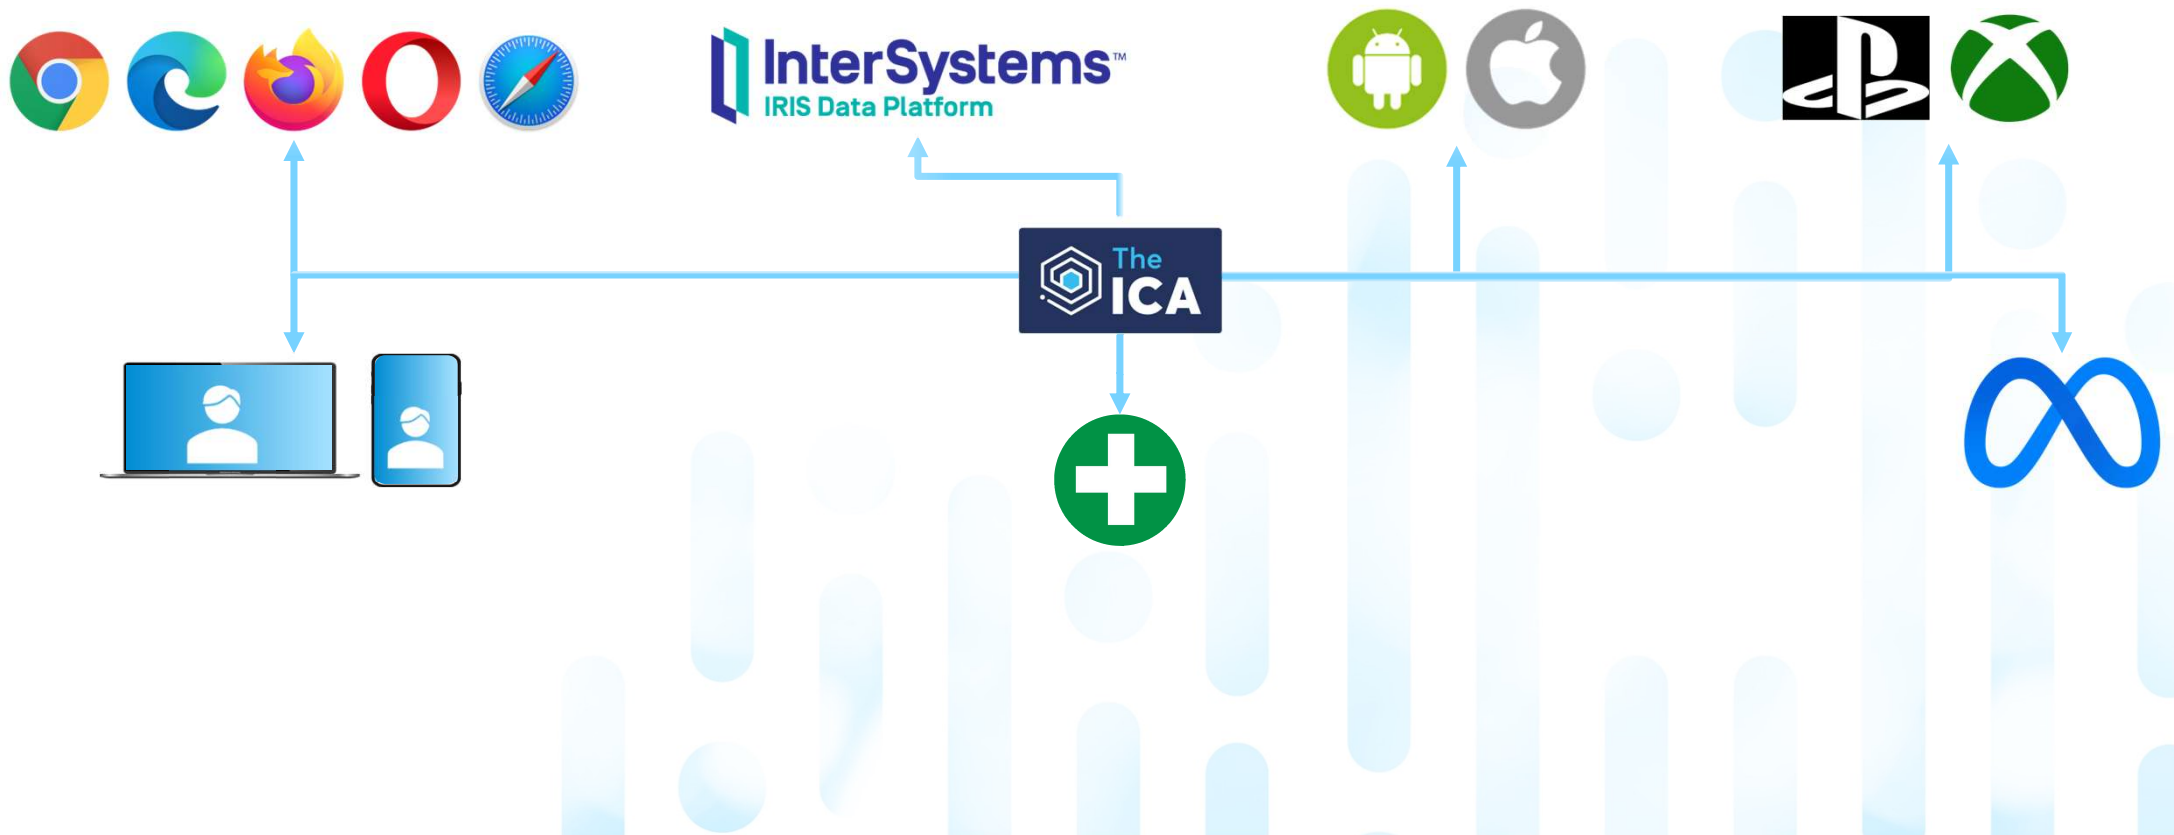 InterSystems™
IRIS Data Platform
The
ICA